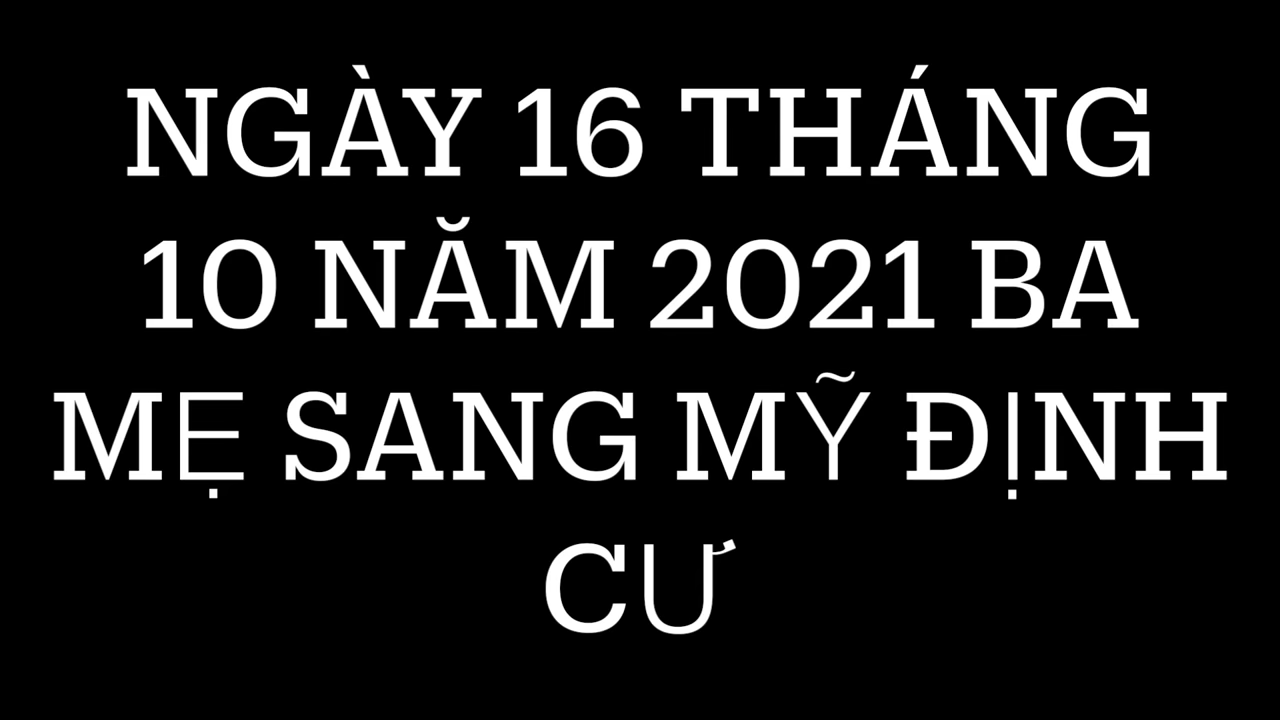 NGÀY 16 THÁNG
10 NĂM 2021 BA
MẸ SANG MỸ ĐỊNH
CƯ